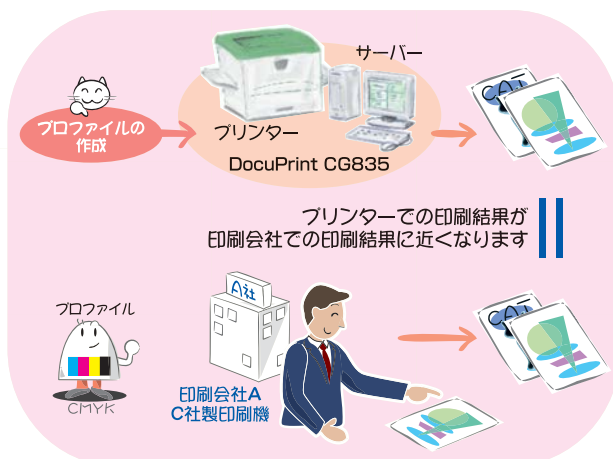 サーバー
プロファイルの
作成
プリンター
DocuPrint CG835
CAT
プリンターでの印刷結果が
印刷会社での印刷結果に近くなります
プロファイル
A社
CMYK
印刷会社A
C社製印刷機
CAT